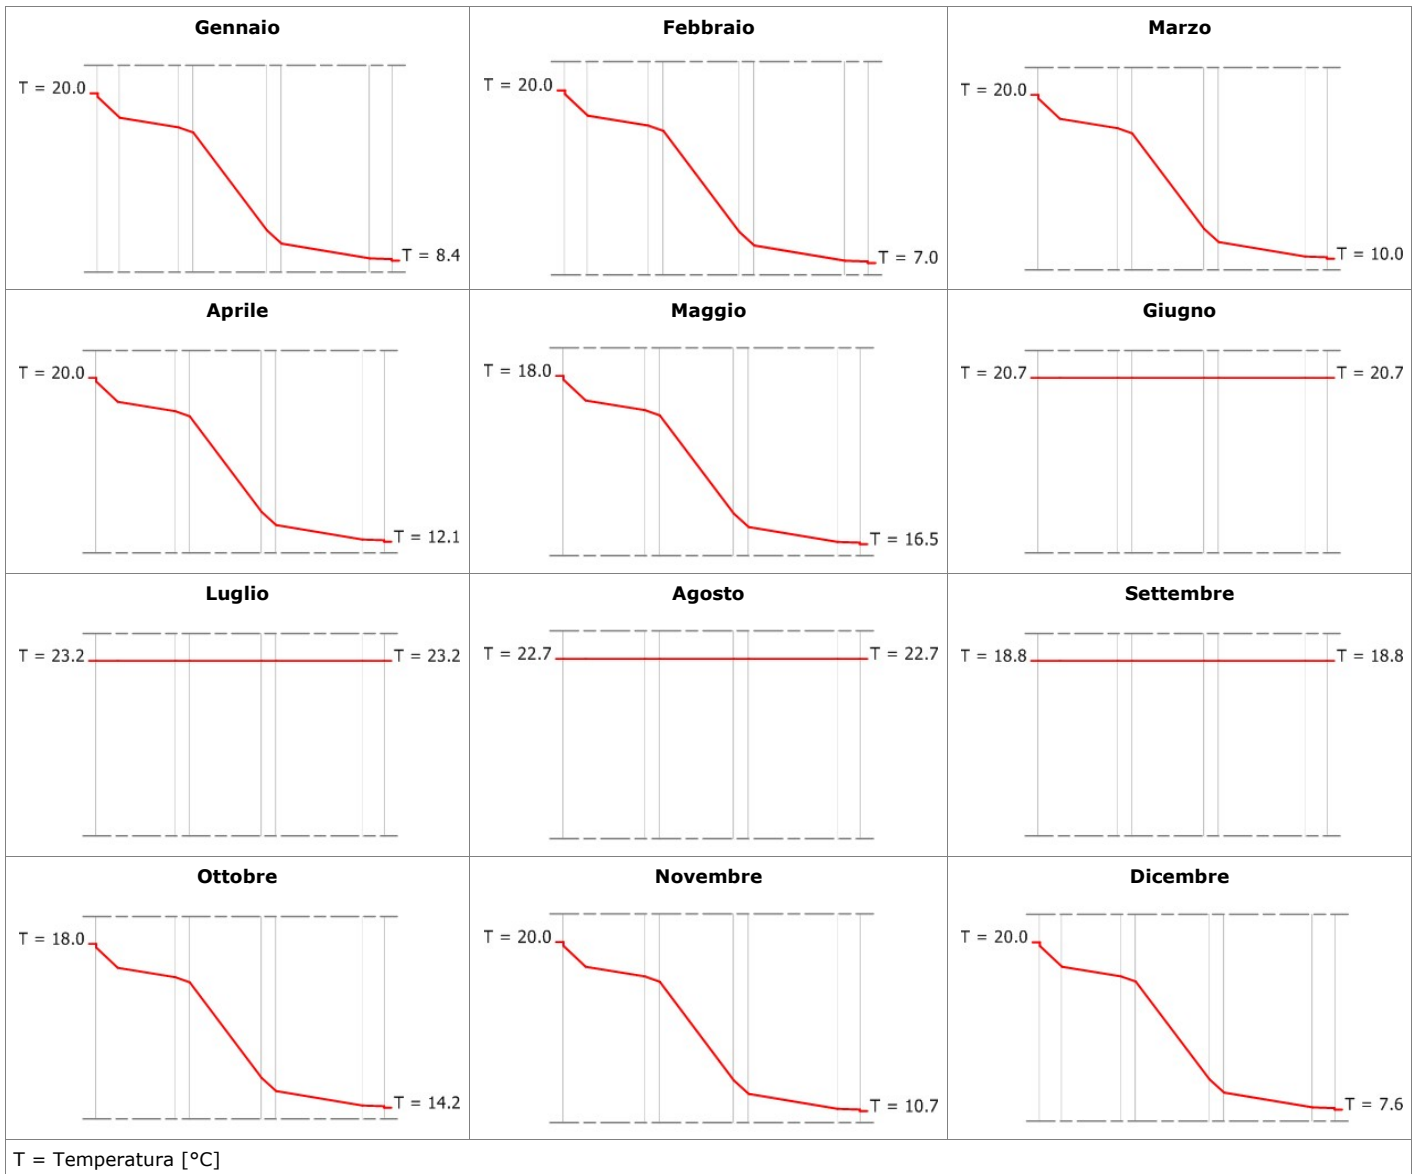 Gennaio
T = 20.0
T = 8.4
Febbraio
T = 20.0
T = 7.0
Marzo
T = 20.0
T = 10.0
Aprile
T = 20.0
T = 12.1
Maggio
T = 18.0
T = 16.5
Giugno
T = 20.7
T = 20.7
Luglio
T = 23.2
T = 23.2
Agosto
T = 22.7
T = 22.7
Settembre
T = 18.8
T = 18.8
Ottobre
T = 18.0
T = 14.2
Novembre
T = 20.0
T = 10.7
Dicembre
T = 20.0
T = 7.6
T = Temperatura [°C]